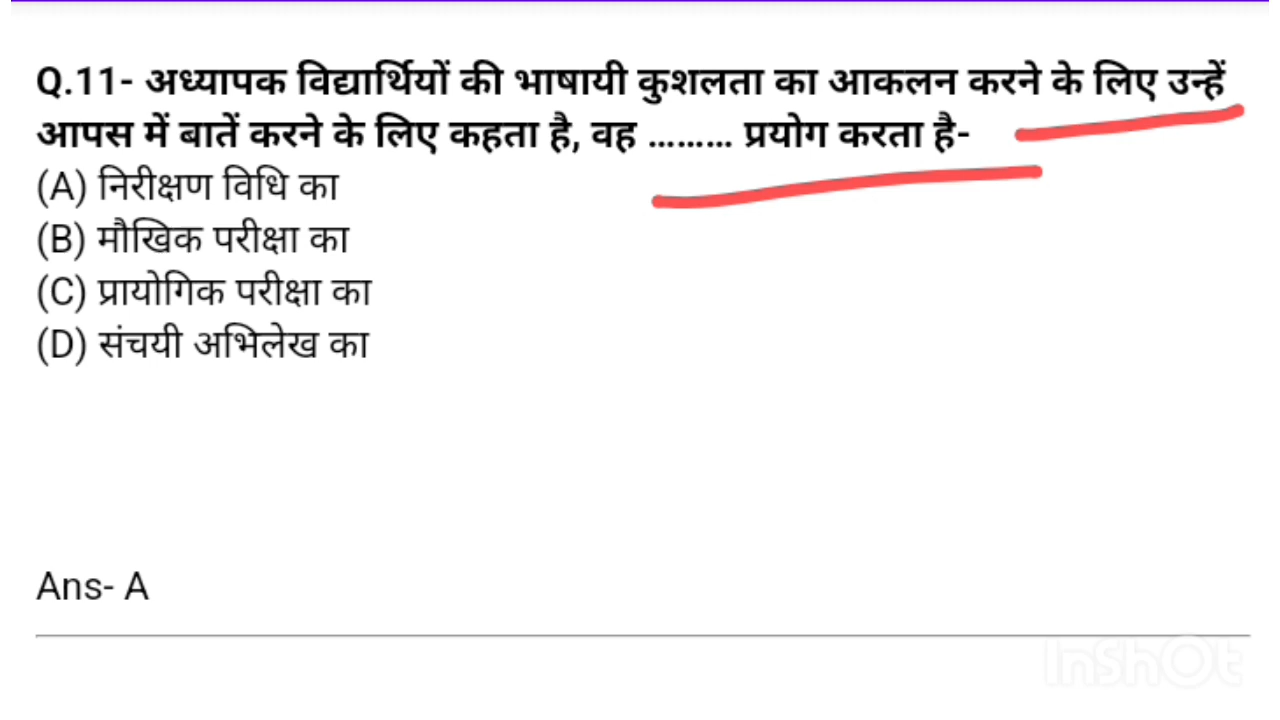 Q.11- अध्यापक विद्यार्थियों की भाषायी कुशलता का आकलन करने के लिए उन्हें
आपस में बातें करने के लिए कहता है, वह ......... प्रयोग करता है-
(A) निरीक्षण विधि का
(B) मौखिक परीक्षा का
(C) प्रायोगिक परीक्षा का
(D) संचयी अभिलेख का
Ans- A
InShOt